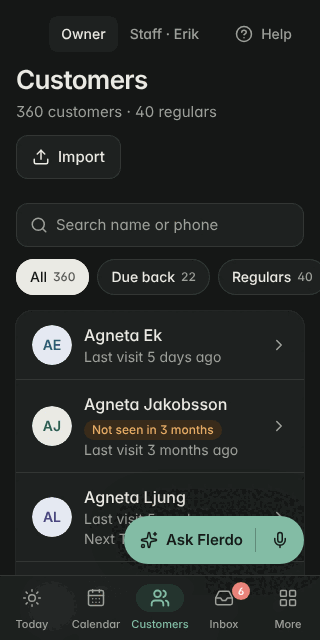 Owner Staff · Erik Help
Customers
360 customers · 40 regulars
Import
Search name or phone
All 360 Due back 22 Regulars 40
AE Agneta Ek
Last visit 5 days ago
AJ Agneta Jakobsson
Not seen in 3 months
Last visit 3 months ago
AL Agneta Ljung
Last
Next
Ask Flerdo
6
Today Calendar Customers Inbox More